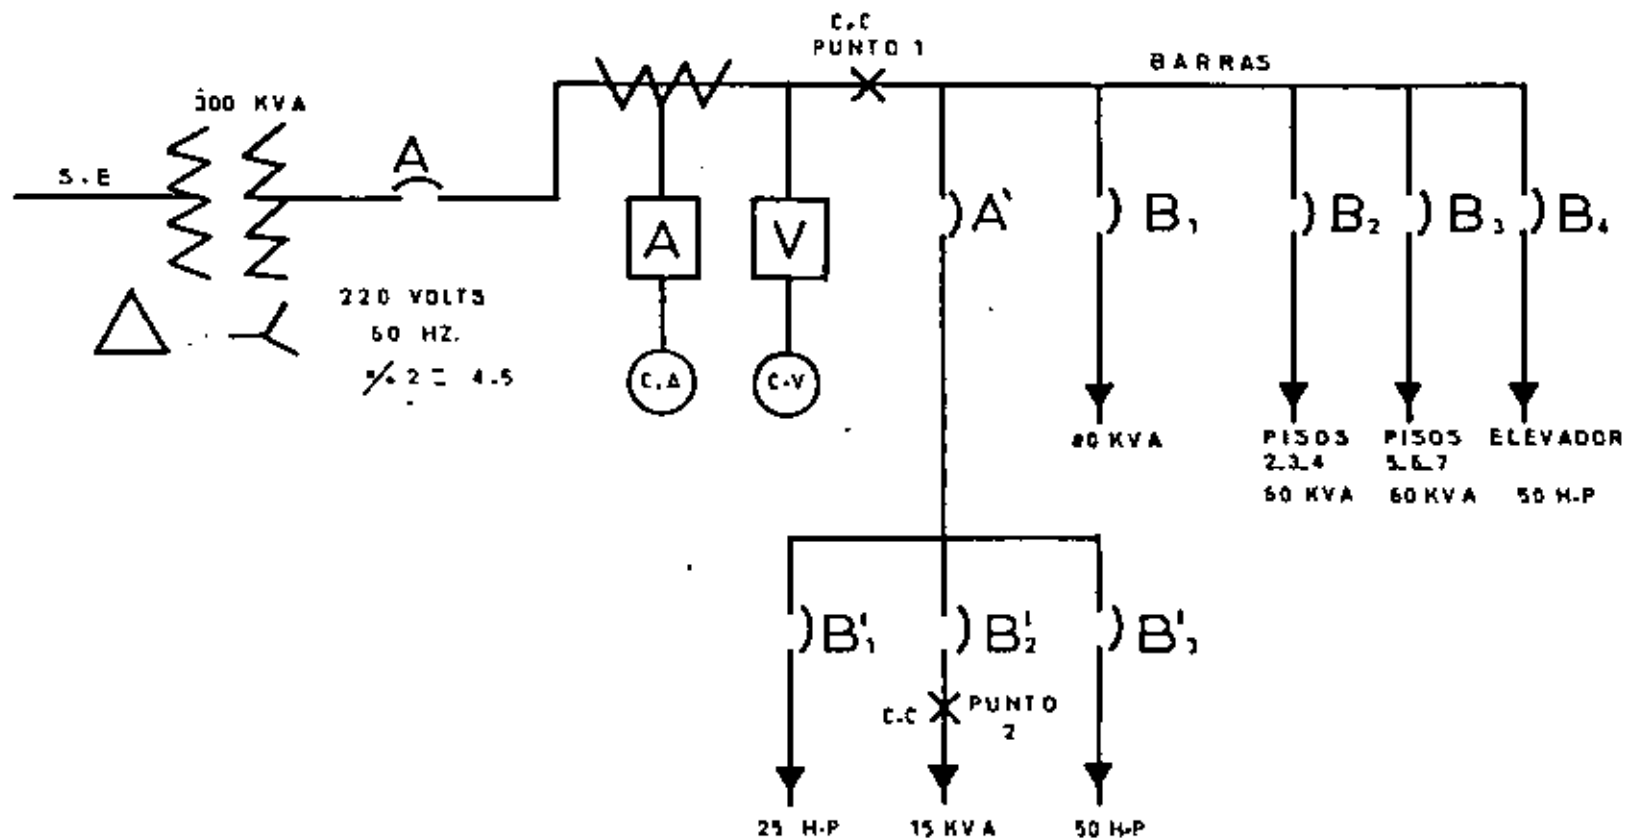 C.C
PUNTO 1
BARRAS
300 KVA
S.E
A
A
V
A'
B1
B2
B3
B4
220 VOLTS
60 HZ.
% Z = 4.5
C.A
C-V
80 KVA
PISOS
2-3-4
60 KVA
PISOS
5-6-7
60 KVA
ELEVADOR
50 H-P
B'1
B'2
B'3
C.C
PUNTO
2
25 H-P
15 KVA
50 H-P